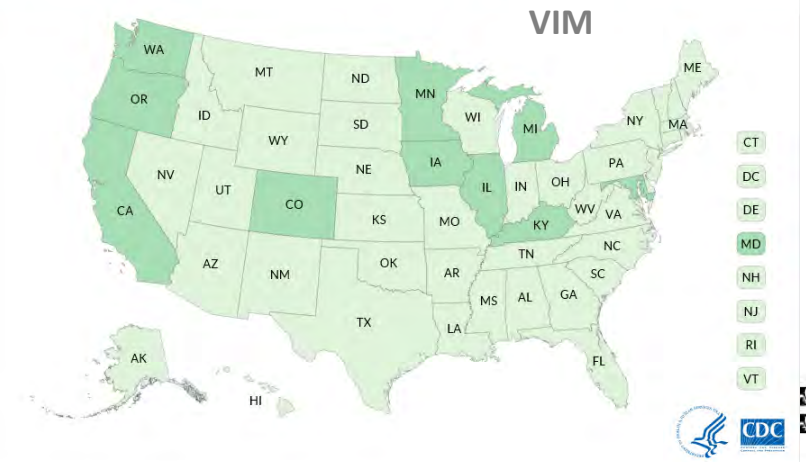 VIM
WA
MT
ND
MN
ME
OR
ID
SD
WI
MI
NY
MA
WY
IA
PA
NE
NV
UT
CO
IL
IN
OH
WV
VA
CA
KS
MO
KY
NC
TN
AZ
NM
OK
AR
SC
MS
AL
GA
TX
LA
FL
AK
HI
CT
DC
DE
MD
NH
NJ
RI
VT
CDC